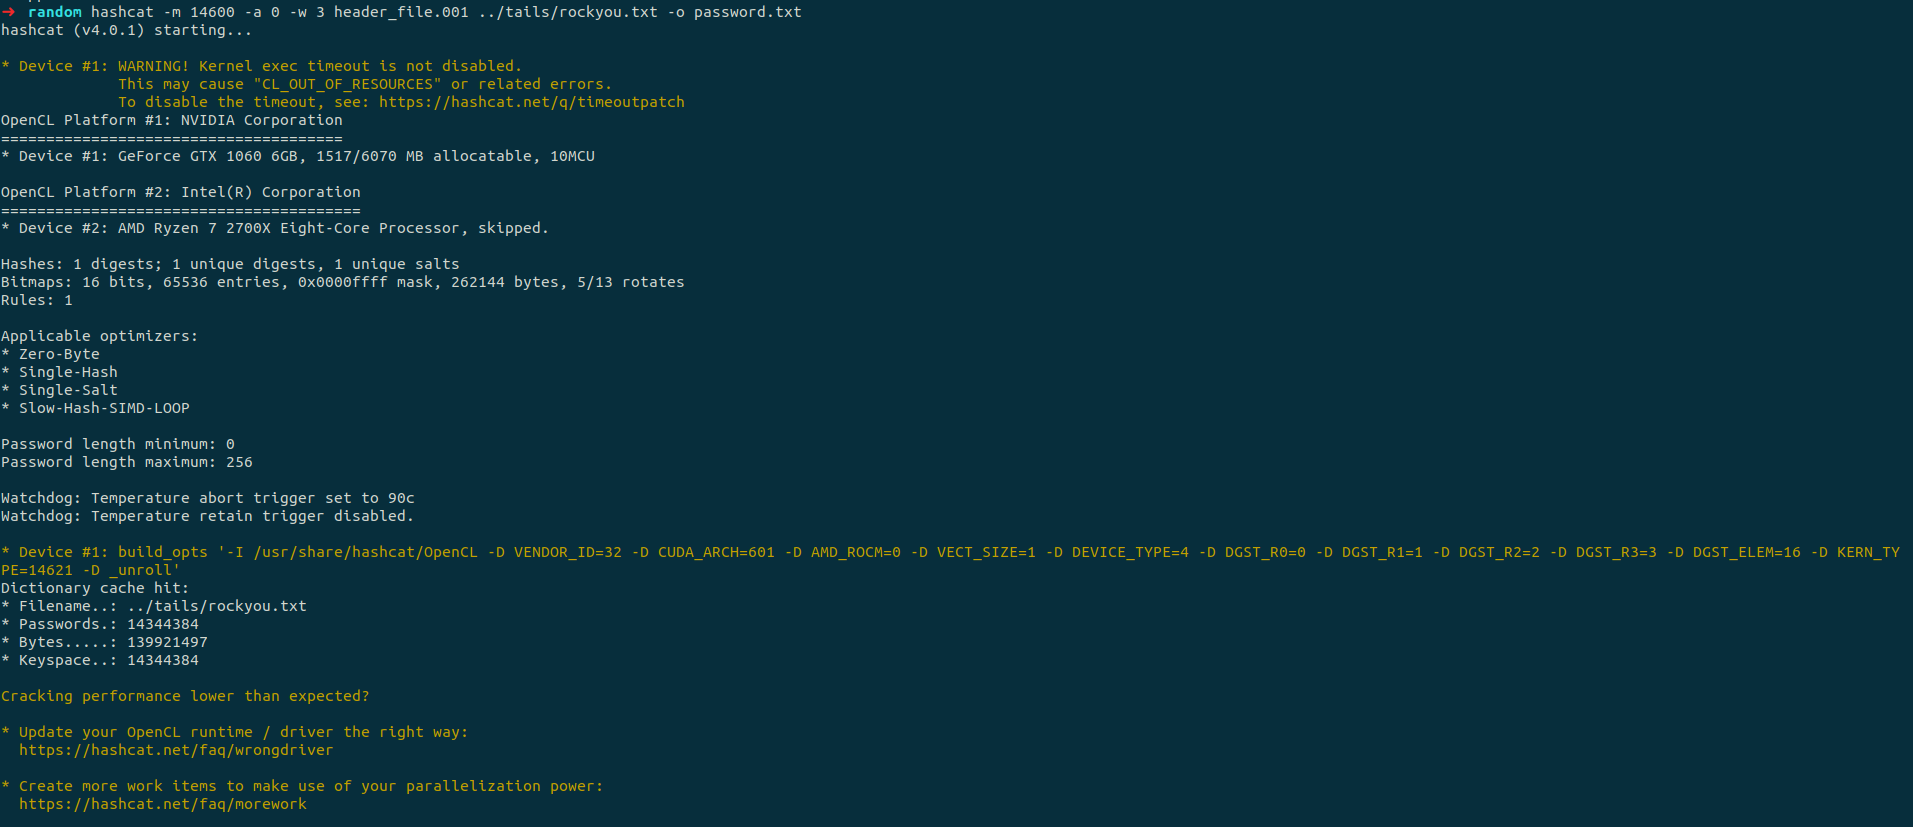 ➜ random hashcat -m 14600 -a 0 -w 3 header_file.001 ../tails/rockyou.txt -o password.txt
hashcat (v4.0.1) starting...
* Device #1: WARNING! Kernel exec timeout is not disabled.
This may cause "CL_OUT_OF_RESOURCES" or related errors.
To disable the timeout, see: https://hashcat.net/q/timeoutpatch
OpenCL Platform #1: NVIDIA Corporation
======================================
* Device #1: GeForce GTX 1060 6GB, 1517/6070 MB allocatable, 10MCU
OpenCL Platform #2: Intel(R) Corporation
========================================
* Device #2: AMD Ryzen 7 2700X Eight-Core Processor, skipped.
Hashes: 1 digests; 1 unique digests, 1 unique salts
Bitmaps: 16 bits, 65536 entries, 0x0000ffff mask, 262144 bytes, 5/13 rotates
Rules: 1
Applicable optimizers:
* Zero-Byte
* Single-Hash
* Single-Salt
* Slow-Hash-SIMD-LOOP
Password length minimum: 0
Password length maximum: 256
Watchdog: Temperature abort trigger set to 90c
Watchdog: Temperature retain trigger disabled.
* Device #1: build_opts '-I /usr/share/hashcat/OpenCL -D VENDOR_ID=32 -D CUDA_ARCH=601 -D AMD_ROCM=0 -D VECT_SIZE=1 -D DEVICE_TYPE=4 -D DGST_R0=0 -D DGST_R1=1 -D DGST_R2=2 -D DGST_R3=3 -D DGST_ELEM=16 -D KERN_TY
PE=14621 -D _unroll'
Dictionary cache hit:
* Filename..: ../tails/rockyou.txt
* Passwords.: 14344384
* Bytes.....: 139921497
* Keyspace..: 14344384
Cracking performance lower than expected?
* Update your OpenCL runtime / driver the right way:
https://hashcat.net/faq/wrongdriver
* Create more work items to make use of your parallelization power:
https://hashcat.net/faq/morework